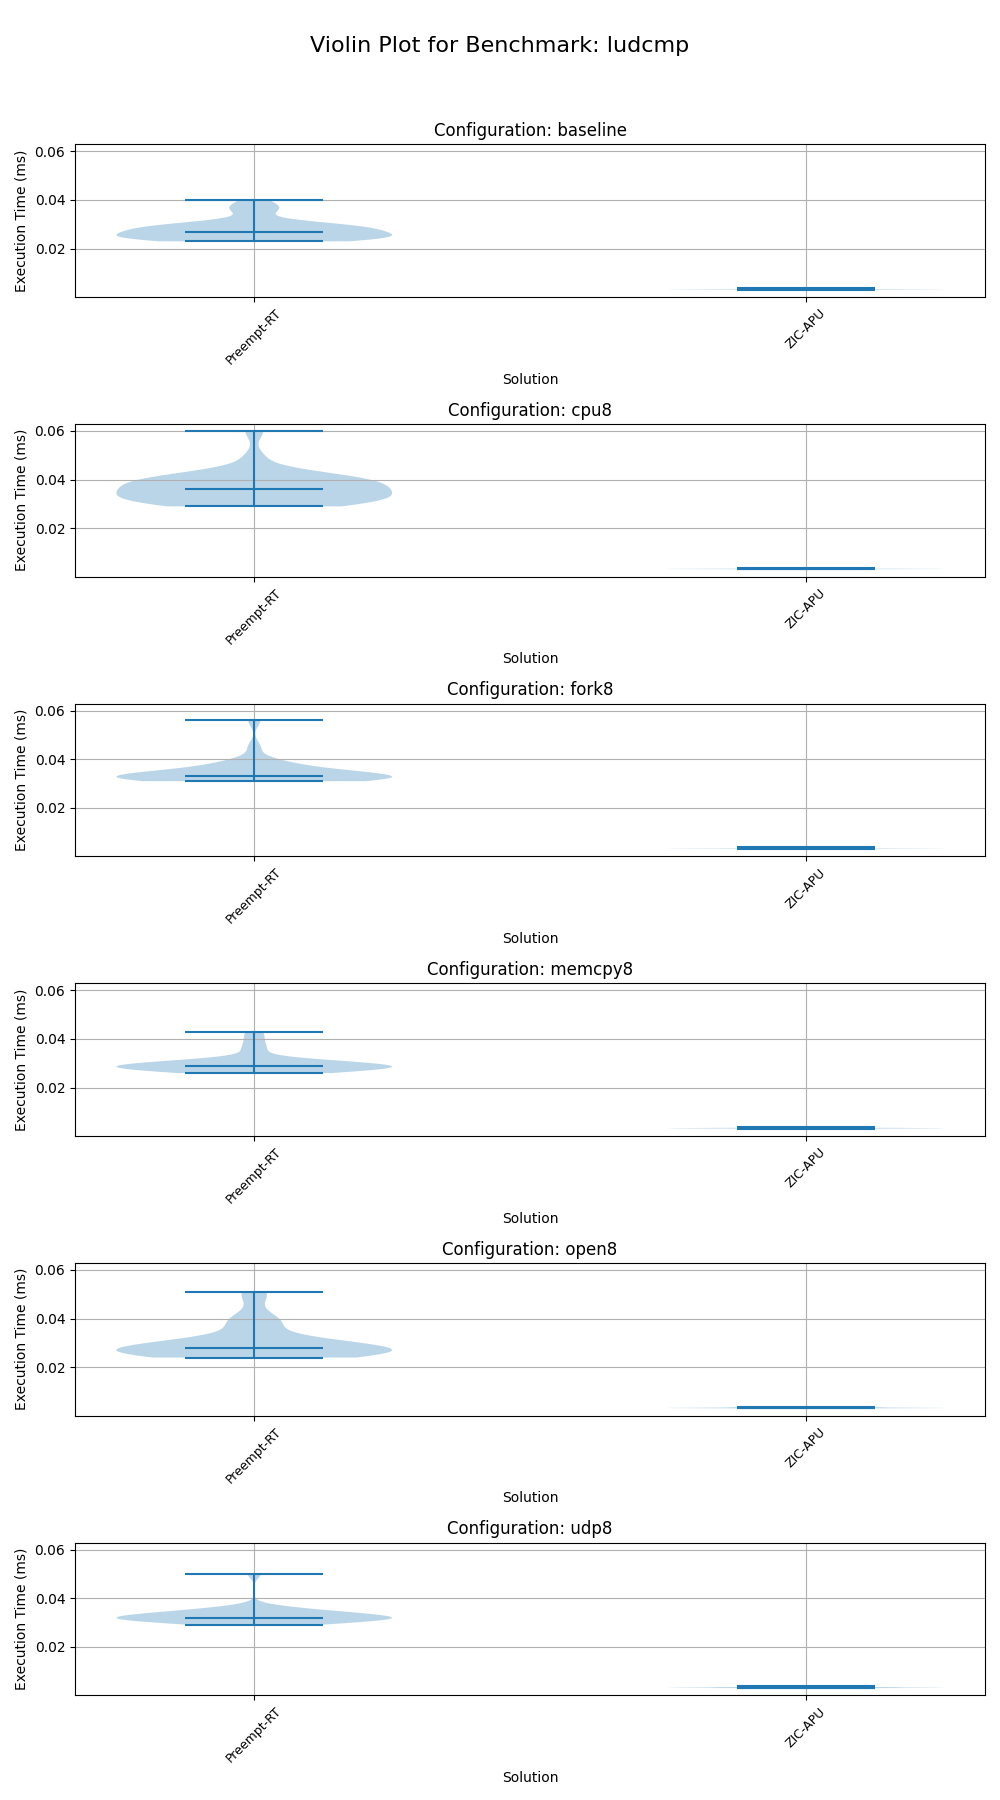 Violin Plot for Benchmark: ludcmp
Configuration: baseline
Execution Time (ms)
0.06
0.04
0.02
Preempt-RT
ZIC-APU
Solution
Configuration: cpu8
Execution Time (ms)
0.06
0.04
0.02
Preempt-RT
ZIC-APU
Solution
Configuration: fork8
Execution Time (ms)
0.06
0.04
0.02
Preempt-RT
ZIC-APU
Solution
Configuration: memcpy8
Execution Time (ms)
0.06
0.04
0.02
Preempt-RT
ZIC-APU
Solution
Configuration: open8
Execution Time (ms)
0.06
0.04
0.02
Preempt-RT
ZIC-APU
Solution
Configuration: udp8
Execution Time (ms)
0.06
0.04
0.02
Preempt-RT
ZIC-APU
Solution